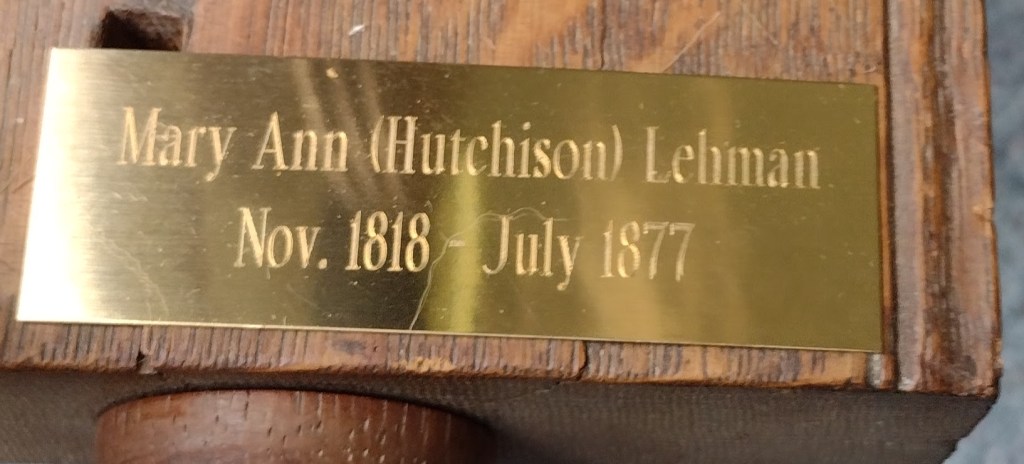 Mary Ann (Hutchison) Lehman
Nov. 1818 - July 1877